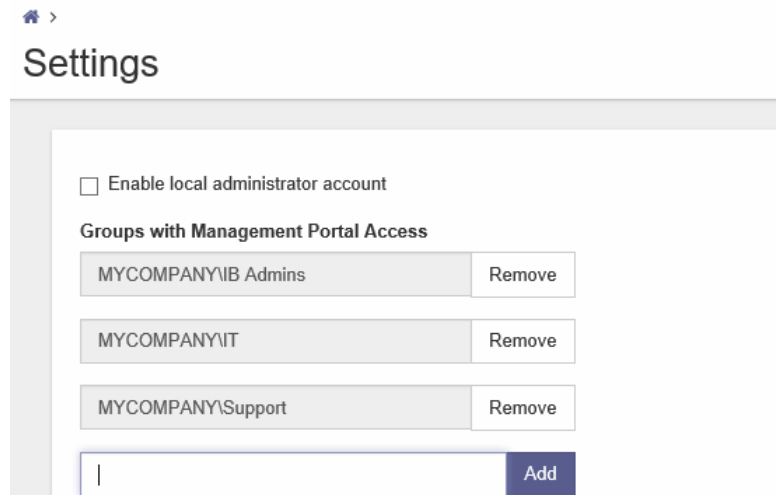 Settings
Enable local administrator account
Groups with Management Portal Access
MYCOMPANY\IB Admins Remove
MYCOMPANY\IT Remove
MYCOMPANY\Support Remove
Add